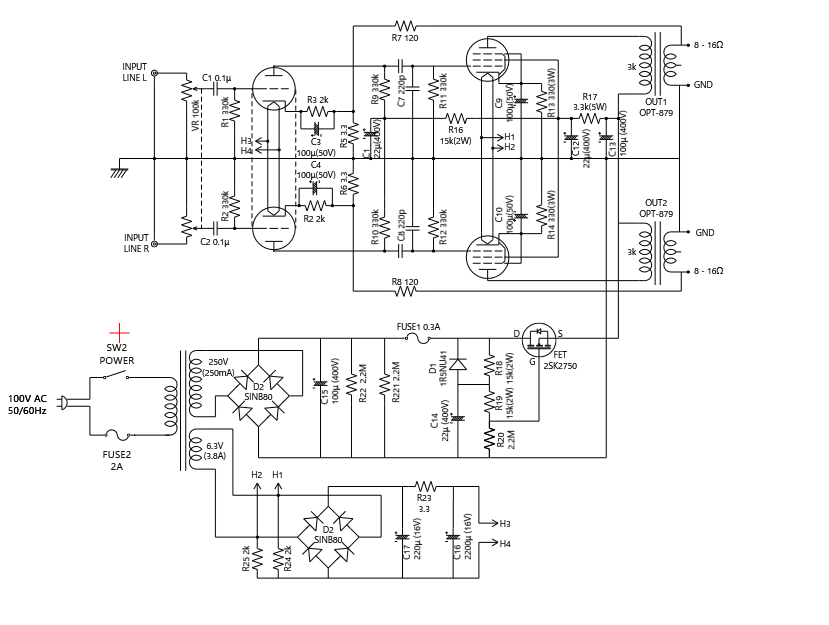 R7 120
8 - 16Ω
INPUT
LINE L
C1 0.1µ
VR 100k
R1 330k
R3 2k
C3
100µ(50V)
R5 3.3
C1
22µ(400V)
R9 330k
C7 220p
R11 330k
R16
15k(2W)
C9
100µ(50V)
R13 330(3W)
R17
3.3k(5W)
C12
22µ(400V)
C13
100µ (400V)
3k
OUT1
OPT-879
GND
H3
H4
H1
H2
C4
100µ(50V)
R6 3.3
R2 330k
R2 2k
C2 0.1µ
INPUT
LINE R
R10 330k
C8 220p
R12 330k
C10
100µ(50V)
R14 330(3W)
OUT2
OPT-879
3k
GND
8 - 16Ω
R8 120
SW2
POWER
100V AC
50/60Hz
FUSE2
2A
250V
(250mA)
6.3V
(3.8A)
D2
SINB80
C15
100µ (400V)
R22 2.2M
R221 2.2M
FUSE1 0.3A
D1
1R5NU41
C14
22µ (400V)
R18
15k(2W)
R19
15k(2W)
R20
2.2M
D
S
G
FET
2SK2750
H2
H1
R25 2k
R24 2k
D2
SINB80
C17
220µ (16V)
R23
3.3
C16
2200µ (16V)
H3
H4